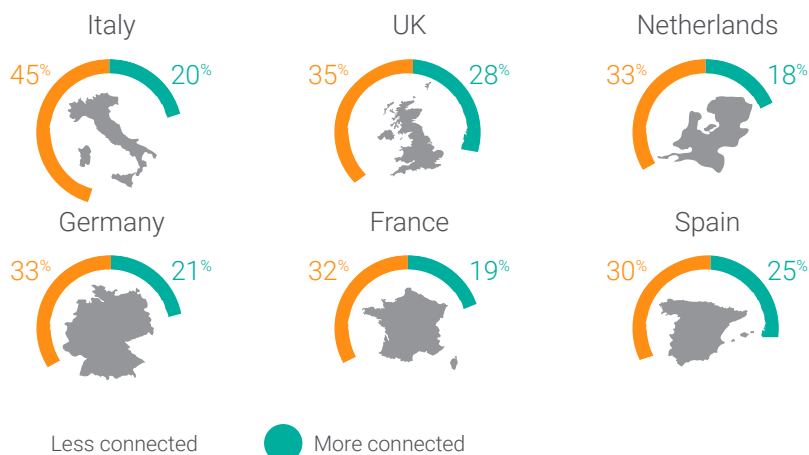 Italy
45%
20%
UK
35%
28%
Netherlands
33%
18%
Germany
33%
21%
France
32%
19%
Spain
30%
25%
Less connected
More connected